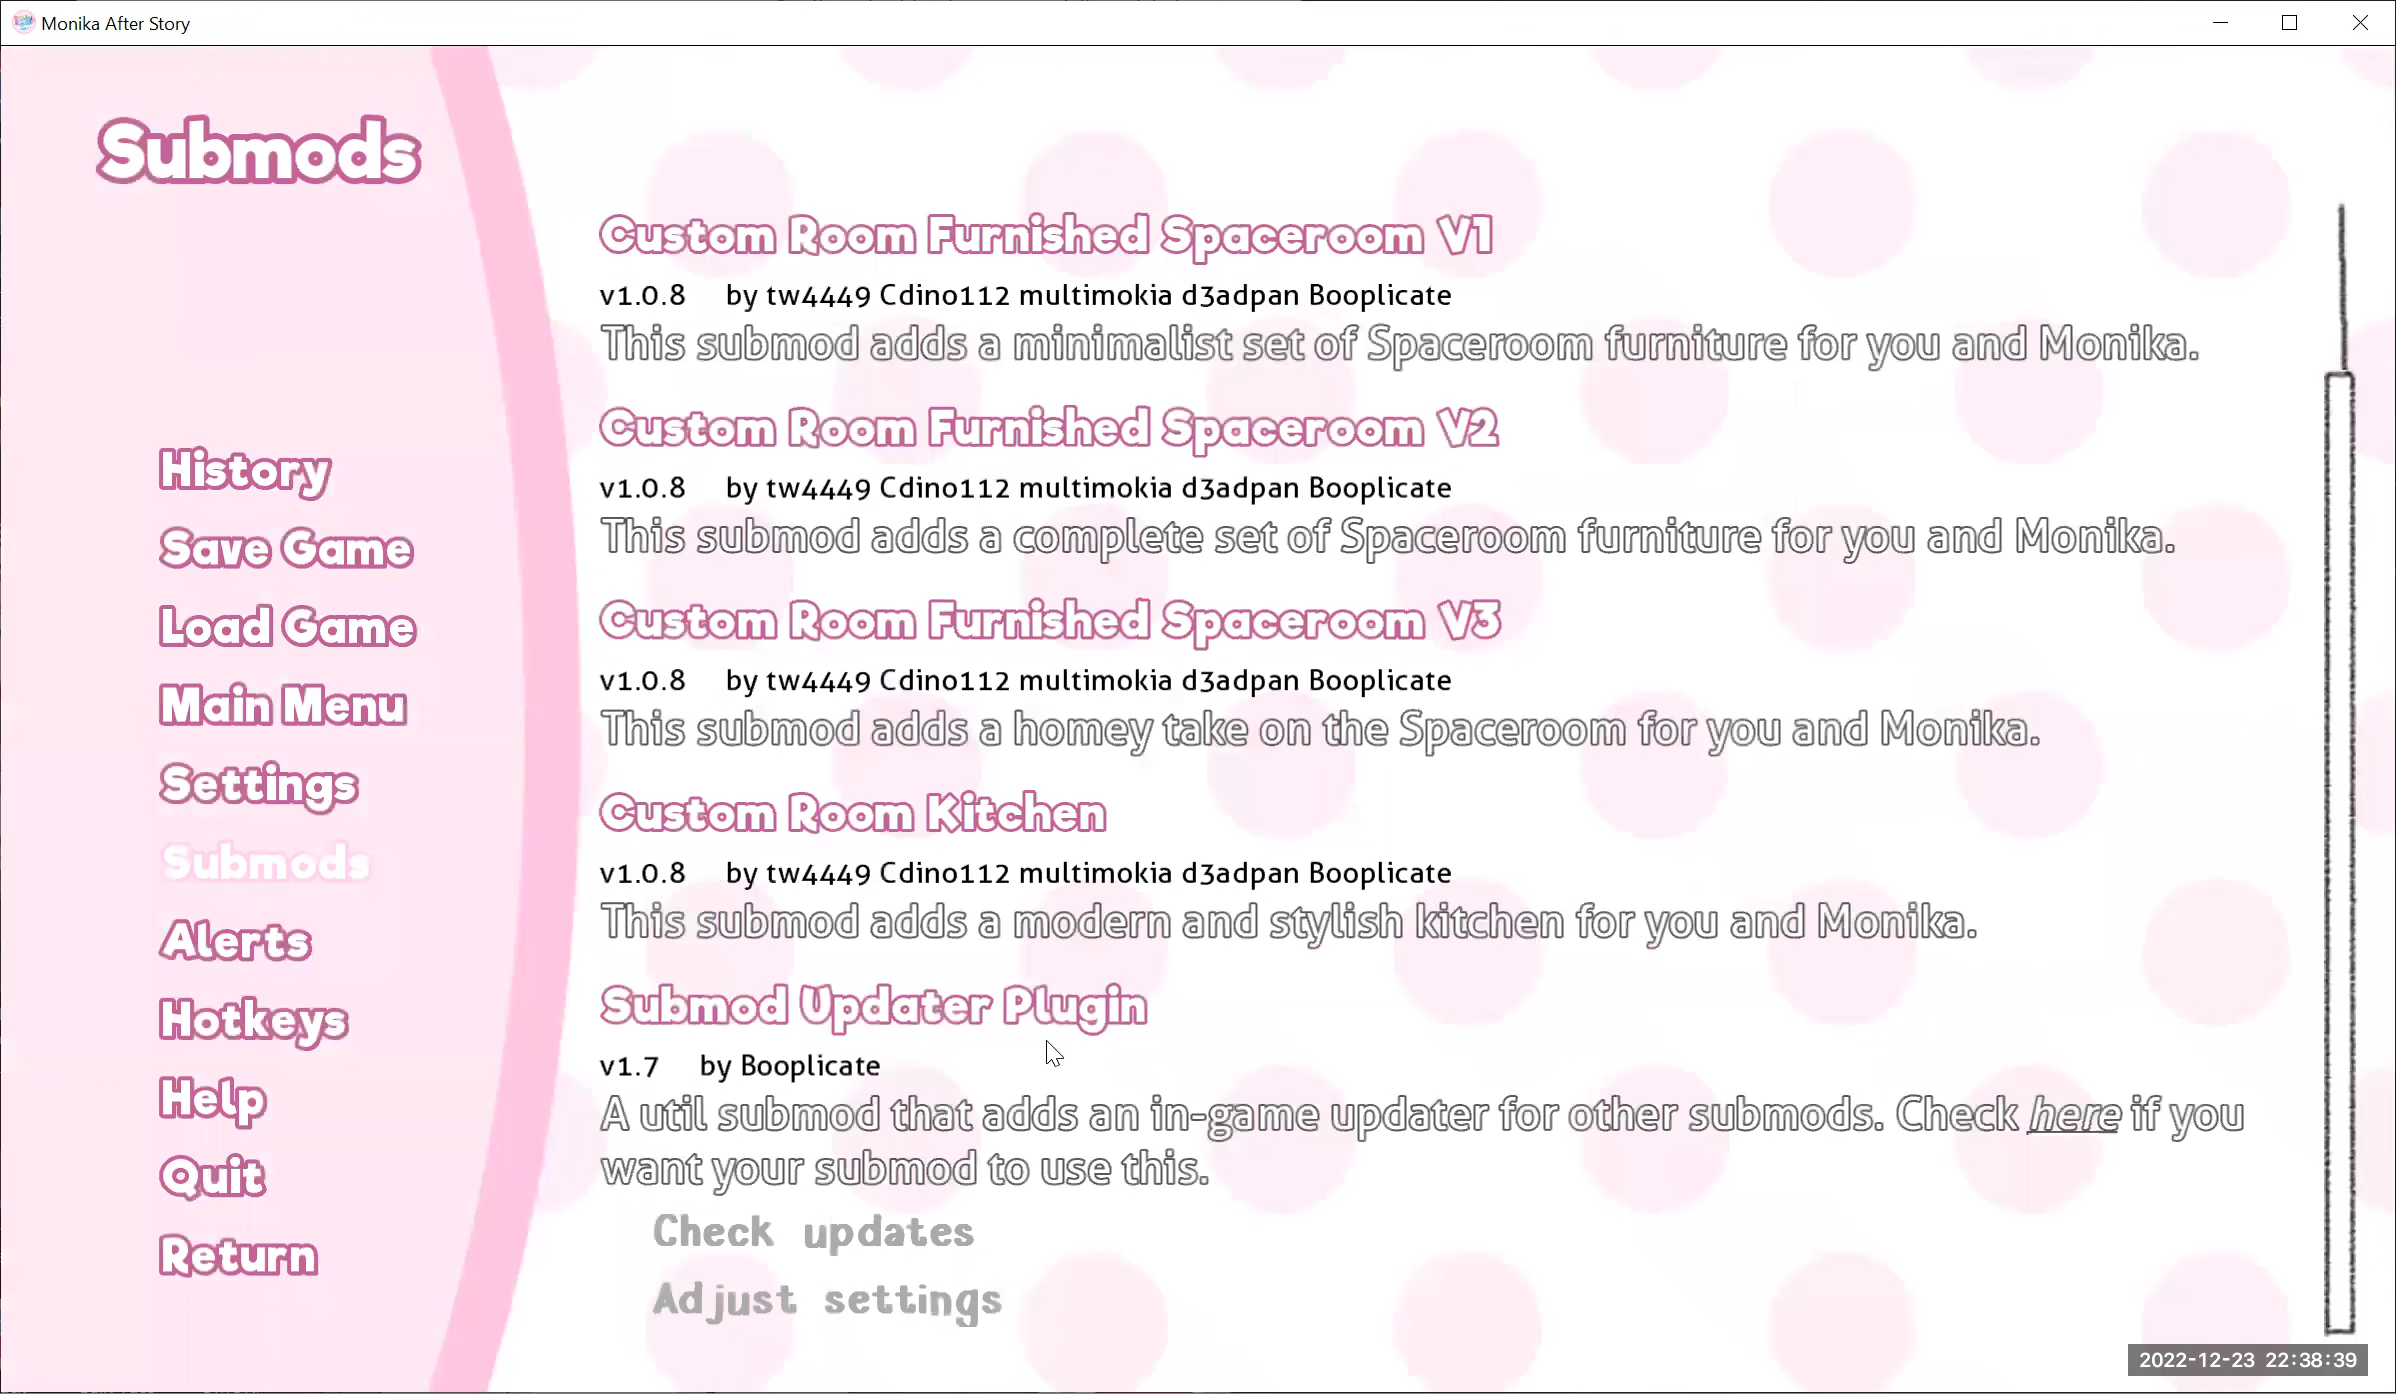 Monika After Story
Submods
History
Save Game
Load Game
Main Menu
Settings
Submods
Alerts
Hotkeys
Help
Quit
Return
Custom Room Furnished Spaceroom V1
v1.0.8 by tw4449 Cdino112 multimokia d3adpan Booplicate
This submod adds a minimalist set of Spaceroom furniture for you and Monika.
Custom Room Furnished Spaceroom V2
v1.0.8 by tw4449 Cdino112 multimokia d3adpan Booplicate
This submod adds a complete set of Spaceroom furniture for you and Monika.
Custom Room Furnished Spaceroom V3
v1.0.8 by tw4449 Cdino112 multimokia d3adpan Booplicate
This submod adds a homey take on the Spaceroom for you and Monika.
Custom Room Kitchen
v1.0.8 by tw4449 Cdino112 multimokia d3adpan Booplicate
This submod adds a modern and stylish kitchen for you and Monika.
Submod Updater Plugin
v1.7 by Booplicate
A util submod that adds an in-game updater for other submods. Check here if you
want your submod to use this.
Check updates
Adjust settings
2022-12-23 22:38:39